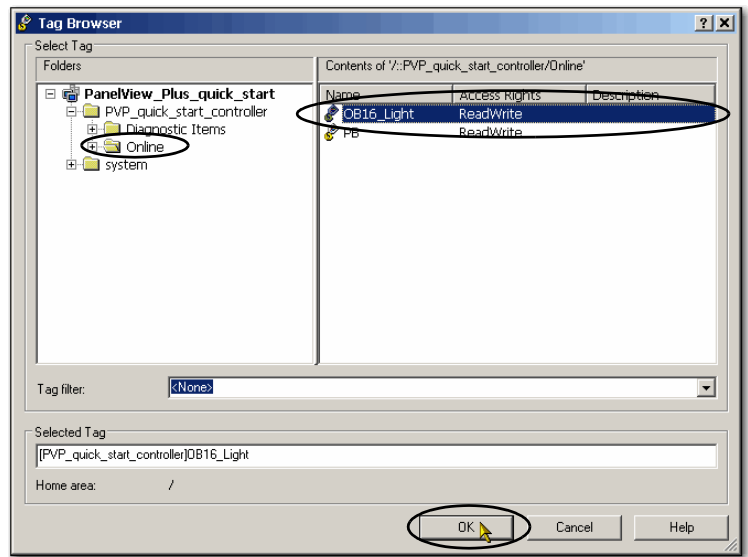 Tag Browser
Select Tag
Folders
Contents of '/::PVP_quick_start_controller/Online'
PanelView_Plus_quick_start
PVP_quick_start_controller
Diagnostic Items
Online
system
Name Access Rights Description
OB16_Light ReadWrite
PB ReadWrite
Tag filter: <None>
Selected Tag
[PVP_quick_start_controller]OB16_Light
Home area: /
OK Cancel Help